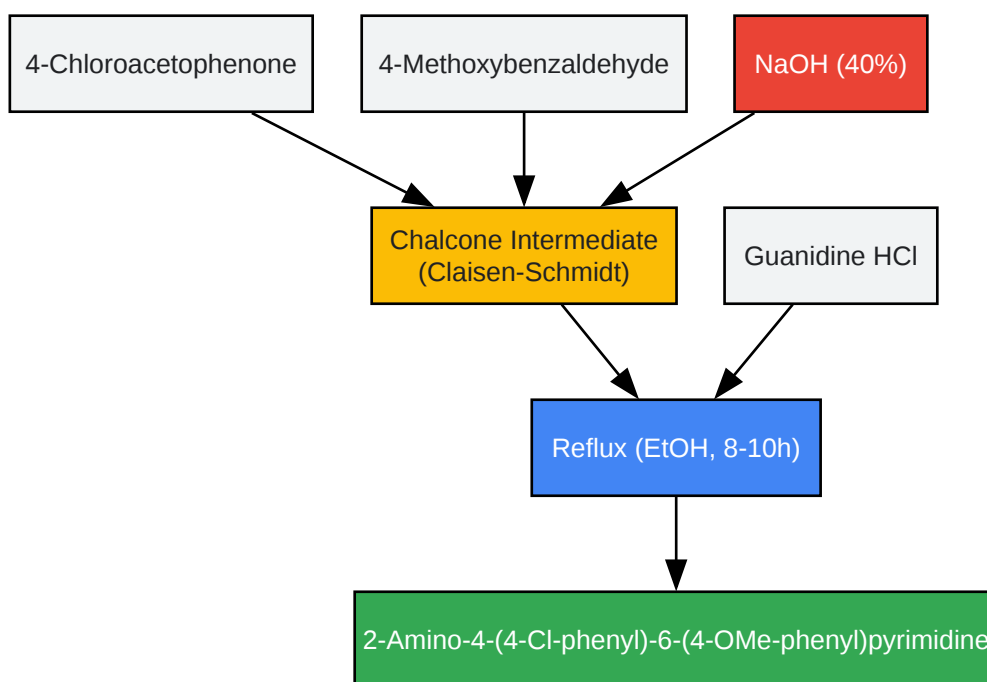 4-Chloroacetophenone
4-Methoxybenzaldehyde
NaOH (40%)
Chalcone Intermediate
(Claisen-Schmidt)
Guanidine HCl
Reflux (EtOH, 8-10h)
2-Amino-4-(4-Cl-phenyl)-6-(4-OMe-phenyl)pyrimidine